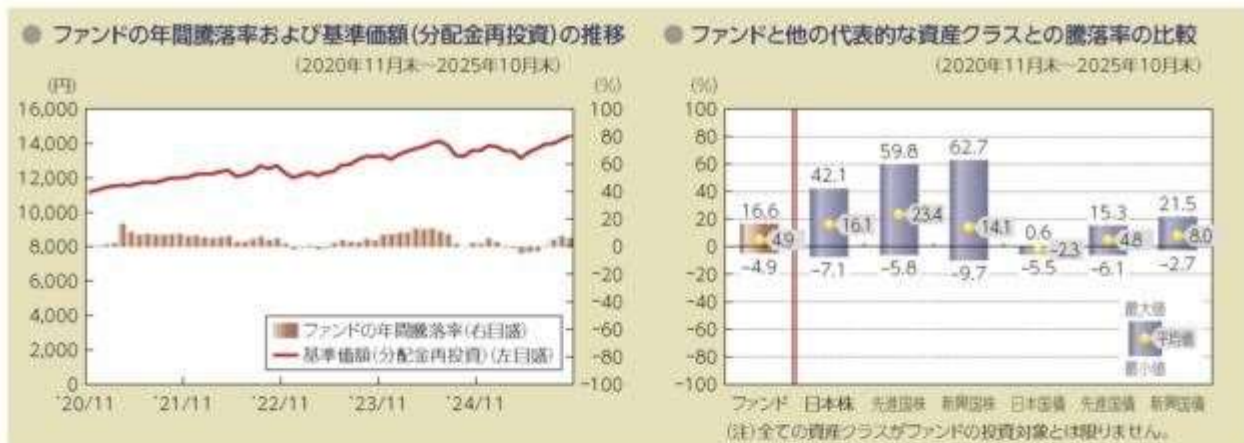 ● ファンドの年間騰落率および基準価額(分配金再投資)の推移
(2020年11月末～2025年10月末)
(円) (%)
16,000 100
14,000 80
12,000 60
10,000 40
20
8,000 0
6,000 -20
-40
4,000 -60
2,000 -80
0 -100
ファンドの年間騰落率(右目盛)
基準価額(分配金再投資)(左目盛)
'20/11 '21/11 '22/11 '23/11 '24/11
● ファンドと他の代表的な資産クラスとの騰落率の比較
(2020年11月末～2025年10月末)
(%)
100
80
60
40
20
0
-20
-40
-60
-80
-100
16.6 42.1 59.8 62.7 0.6 15.3 21.5
4.9 16.1 23.4 14.1 -2.3 4.8 8.0
-4.9 -7.1 -5.8 -9.7 -5.5 -6.1 -2.7
最大値
平均値
最小値
ファンド 日本株 先進国株 新興国株 日本国債 先進国債 新興国債
(注)全ての資産クラスがファンドの投資対象とは限りません。